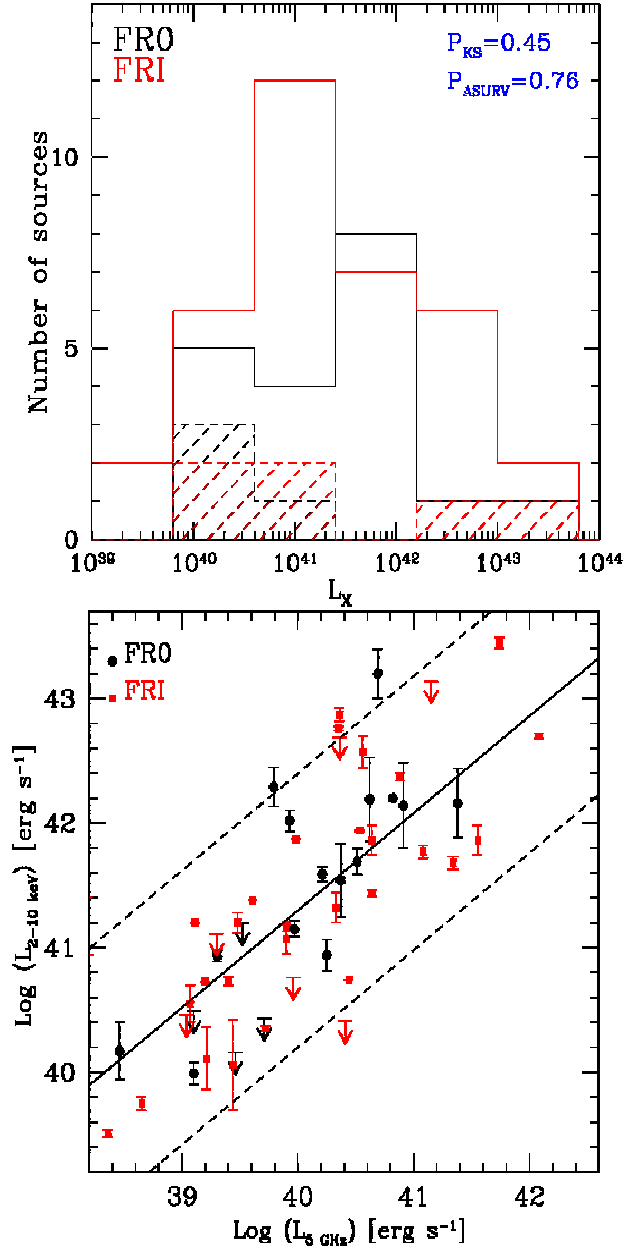 FR0
FRI
P_KS=0.45
P_ASURV=0.76
Number of sources
10
5
0
10^39
10^40
10^41
10^42
10^43
10^44
L_X
FR0
FRI
Log (L_2-10 keV) [erg s^-1]
43
42
41
40
39
40
41
42
Log (L_5 GHz) [erg s^-1]